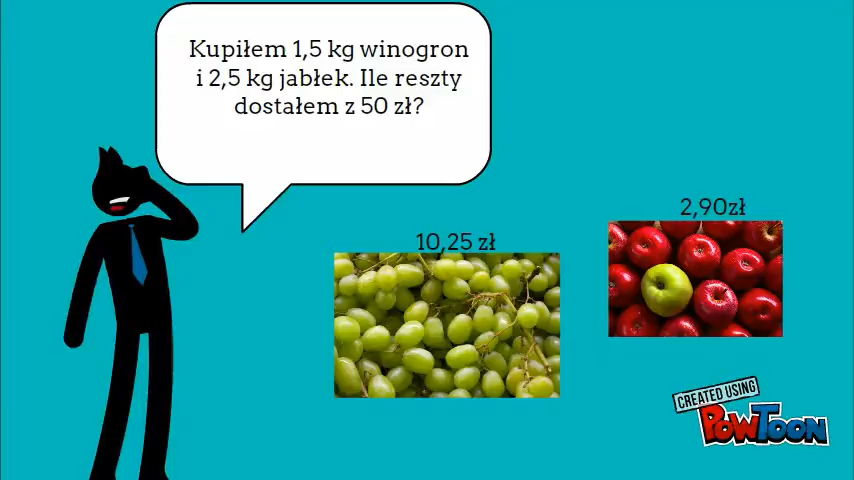 Kupiłem 1,5 kg winogron
i 2,5 kg jabłek. Ile reszty
dostałem z 50 zł?
2,90zł
10,25 zł
CREATED USING
POWTOON